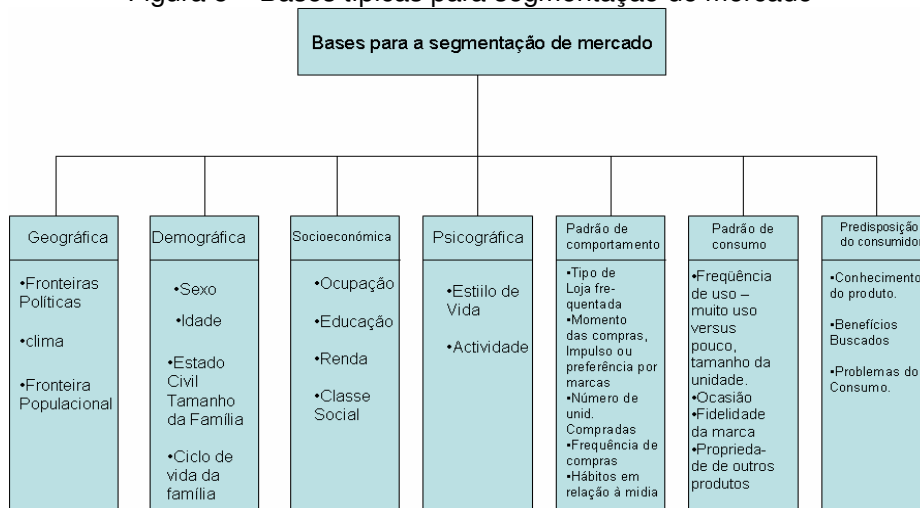 Bases para a segmentação de mercado
Geográfica
•Fronteiras
Políticas
•clima
•Fronteira
Populacional
Demográfica
•Sexo
•Idade
•Estado
Civil
Tamanho
da Família
•Ciclo de
vida da
família
Socioeconómica
•Ocupação
•Educação
•Renda
•Classe
Social
Psicográfica
•Estiilo de
Vida
•Actividade
Padrão de
comportamento
•Tipo de
Loja fre-
quentada
•Momento
das compras,
Impulso ou
preferência por
marcas
•Número de
unid.
Compradas
•Frequência de
compras
•Hábitos em
relação à midia
Padrão de
consumo
•Freqüência
de uso –
muito uso
versus
pouco,
tamanho da
unidade.
•Ocasião
•Fidelidade
da marca
•Proprieda-
de de outros
produtos
Predisposição
do consumidor
•Conhecimento
do produto.
•Benefícios
Buscados
•Problemas do
Consumo.